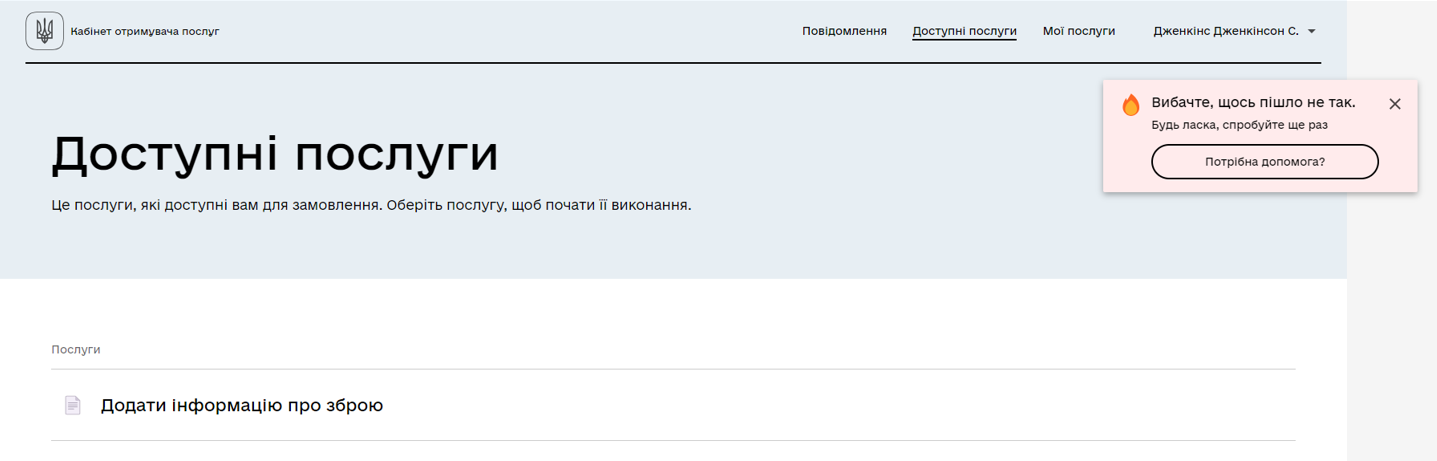 Кабінет отримувача послуг
Повідомлення
Доступні послуги
Мої послуги
Дженкінс Дженкінсон С.
Вибачте, щось пішло не так.
Будь ласка, спробуйте ще раз
Потрібна допомога?
Доступні послуги
Це послуги, які доступні вам для замовлення. Оберіть послугу, щоб почати її виконання.
Послуги
Додати інформацію про зброю